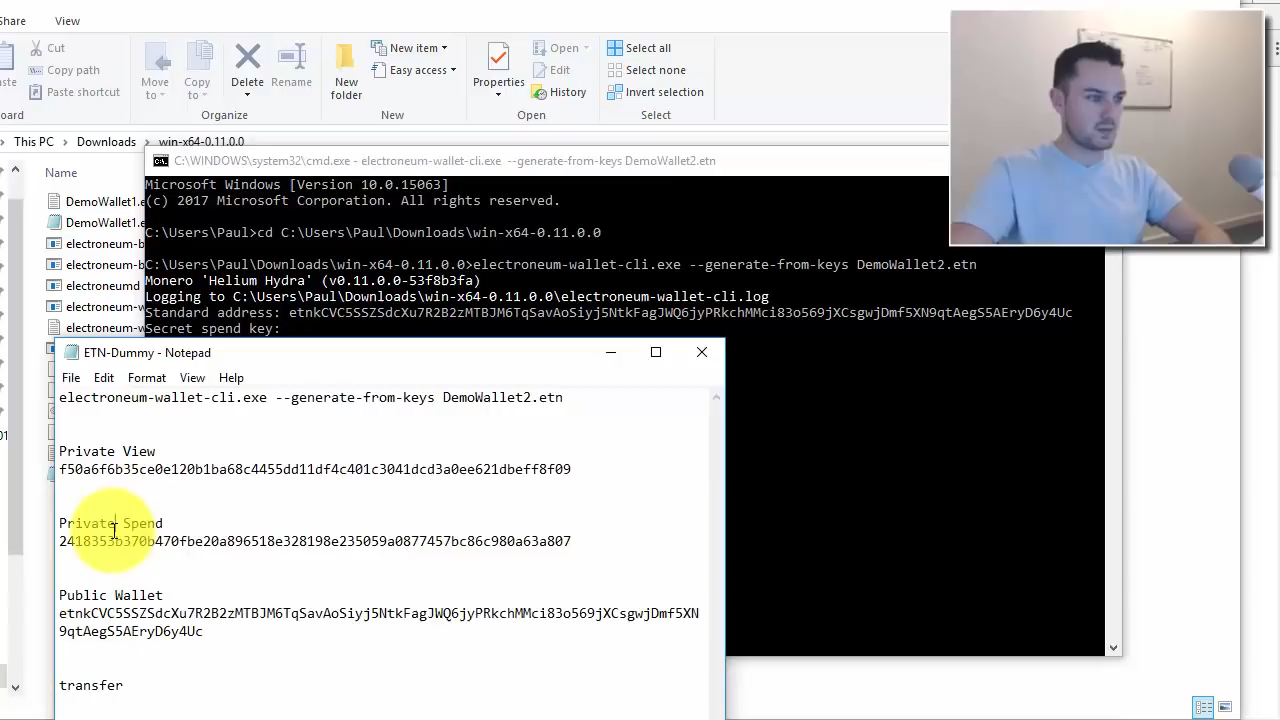 Share
View
Cut
Copy path
Paste shortcut
Move to
Copy to
Delete
Rename
New folder
New item
Easy access
Properties
Open
Edit
History
Select all
Select none
Invert selection
Organize
New
Open
Select
This PC
Downloads
win-x64-0.11.0.0
Name
DemoWallet1.e
DemoWallet1.e
electroneum-b
electroneum-b
electroneumd
electroneum-w
electroneum-w
C:\WINDOWS\system32\cmd.exe - electroneum-wallet-cli.exe --generate-from-keys DemoWallet2.etn
Microsoft Windows [Version 10.0.15063]
(c) 2017 Microsoft Corporation. All rights reserved.
C:\Users\Paul>cd C:\Users\Paul\Downloads\win-x64-0.11.0.0
C:\Users\Paul\Downloads\win-x64-0.11.0.0>electroneum-wallet-cli.exe --generate-from-keys DemoWallet2.etn
Monero 'Helium Hydra' (v0.11.0.0-53f8b3fa)
Logging to C:\Users\Paul\Downloads\win-x64-0.11.0.0\electroneum-wallet-cli.log
Standard address: etnkCVC5SSZSdcXu7R2B2zMTBJM6TqSavAoSiyj5NtkFagJWQ6jyPRkchMMci83o569jXCsgwjDmf5XN9qtAegS5AEryD6y4Uc
Secret spend key:
ETN-Dummy - Notepad
File Edit Format View Help
electroneum-wallet-cli.exe --generate-from-keys DemoWallet2.etn
Private View
f50a6f6b35ce0e120b1ba68c4455dd11df4c401c3041dcd3a0ee621dbeff8f09
Private Spend
2418353b370b470fbe20a896518e328198e235059a0877457bc86c980a63a807
Public Wallet
etnkCVC5SSZSdcXu7R2B2zMTBJM6TqSavAoSiyj5NtkFagJWQ6jyPRkchMMci83o569jXCsgwjDmf5XN
9qtAegS5AEryD6y4Uc
transfer